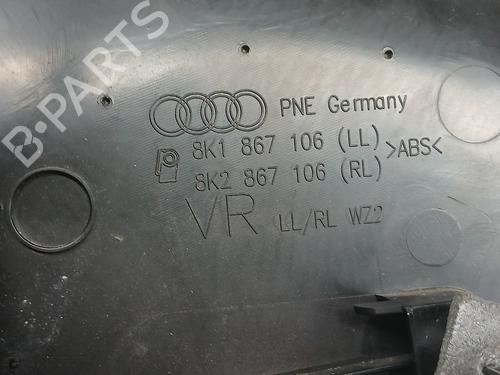 B-PARTS
PNE Germany
8K1 867 106 (LL)
8K2 867 106 (RL)
>ABS<
VR LL/RL WZ2